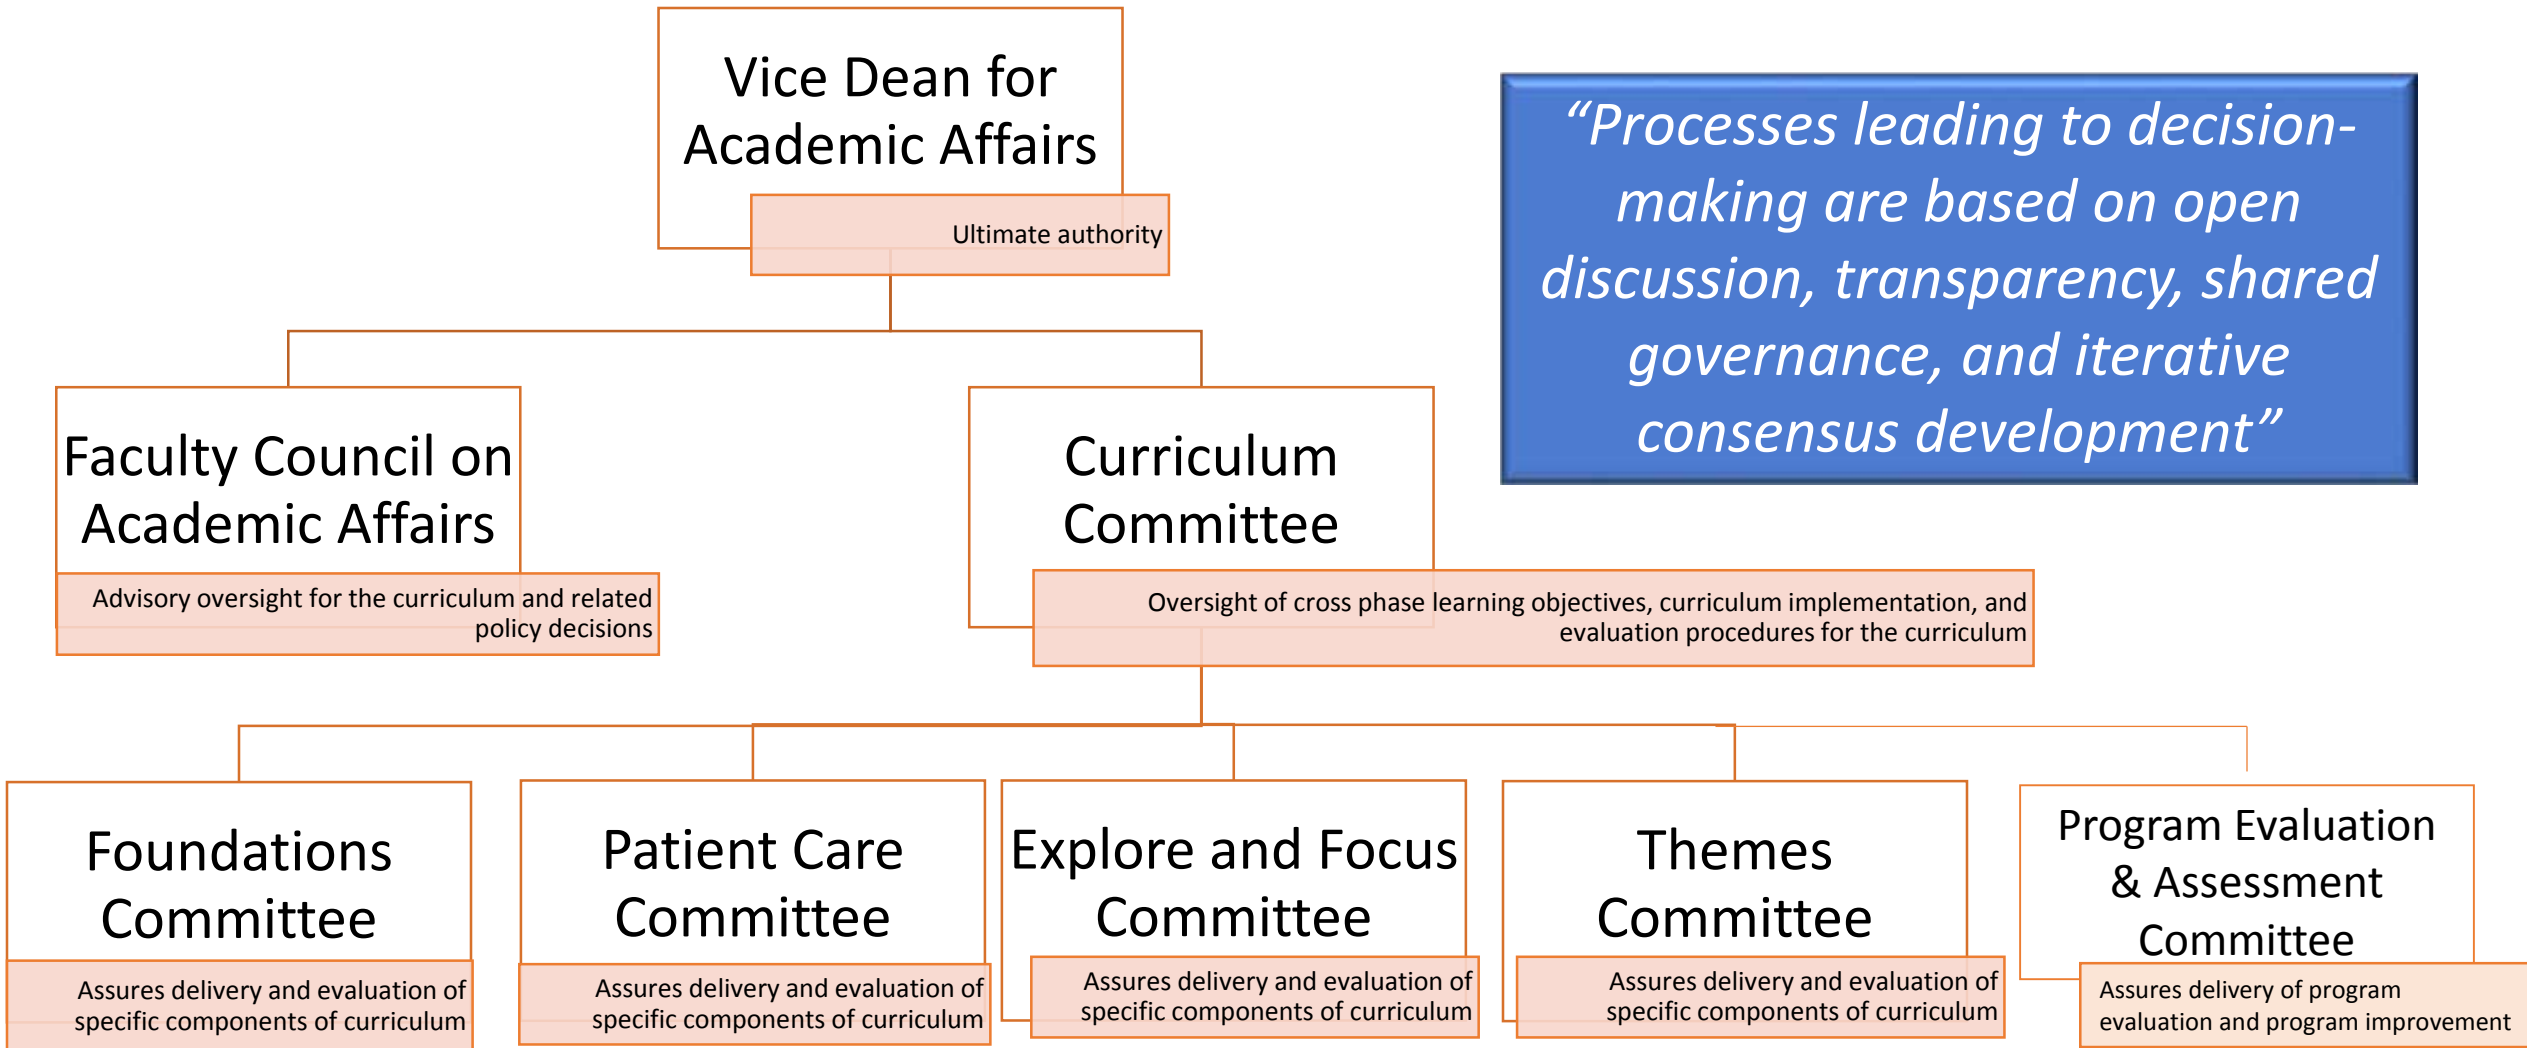 Vice Dean for
Academic Affairs
Ultimate authority
“Processes leading to decision-
making are based on open
discussion, transparency, shared
governance, and iterative
consensus development”
Faculty Council on
Academic Affairs
Advisory oversight for the curriculum and related
policy decisions
Curriculum
Committee
Oversight of cross phase learning objectives, curriculum implementation, and
evaluation procedures for the curriculum
Foundations
Committee
Assures delivery and evaluation of
specific components of curriculum
Patient Care
Committee
Assures delivery and evaluation of
specific components of curriculum
Explore and Focus
Committee
Assures delivery and evaluation of
specific components of curriculum
Themes
Committee
Assures delivery and evaluation of
specific components of curriculum
Program Evaluation
& Assessment
Committee
Assures delivery of program
evaluation and program improvement